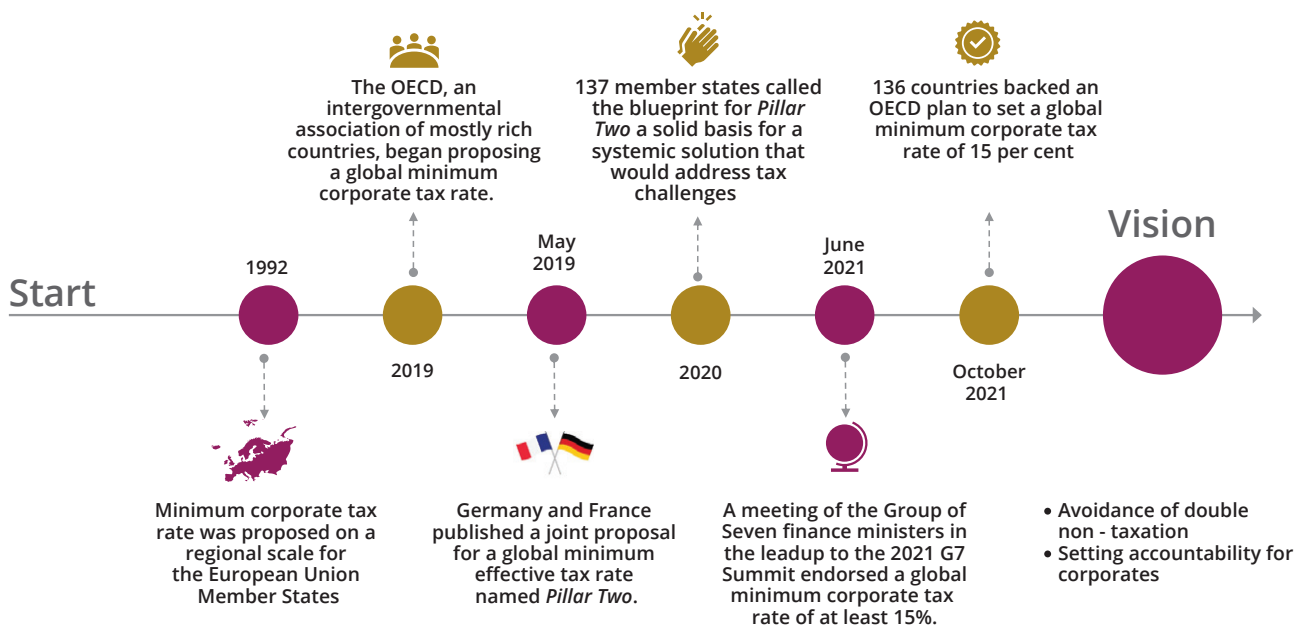 The OECD, an
intergovernmental
association of mostly rich
countries, began proposing
a global minimum
corporate tax rate.
137 member states called
the blueprint for Pillar
Two a solid basis for a
systemic solution that
would address tax
challenges
136 countries backed an
OECD plan to set a global
minimum corporate tax
rate of 15 per cent
Start
1992
2019
May
2019
2020
June
2021
October
2021
Vision
Minimum corporate tax
rate was proposed on a
regional scale for
the European Union
Member States
Germany and France
published a joint proposal
for a global minimum
effective tax rate
named Pillar Two.
A meeting of the Group of
Seven finance ministers in
the leadup to the 2021 G7
Summit endorsed a global
minimum corporate tax
rate of at least 15%.
• Avoidance of double
non - taxation
• Setting accountability for
corporates